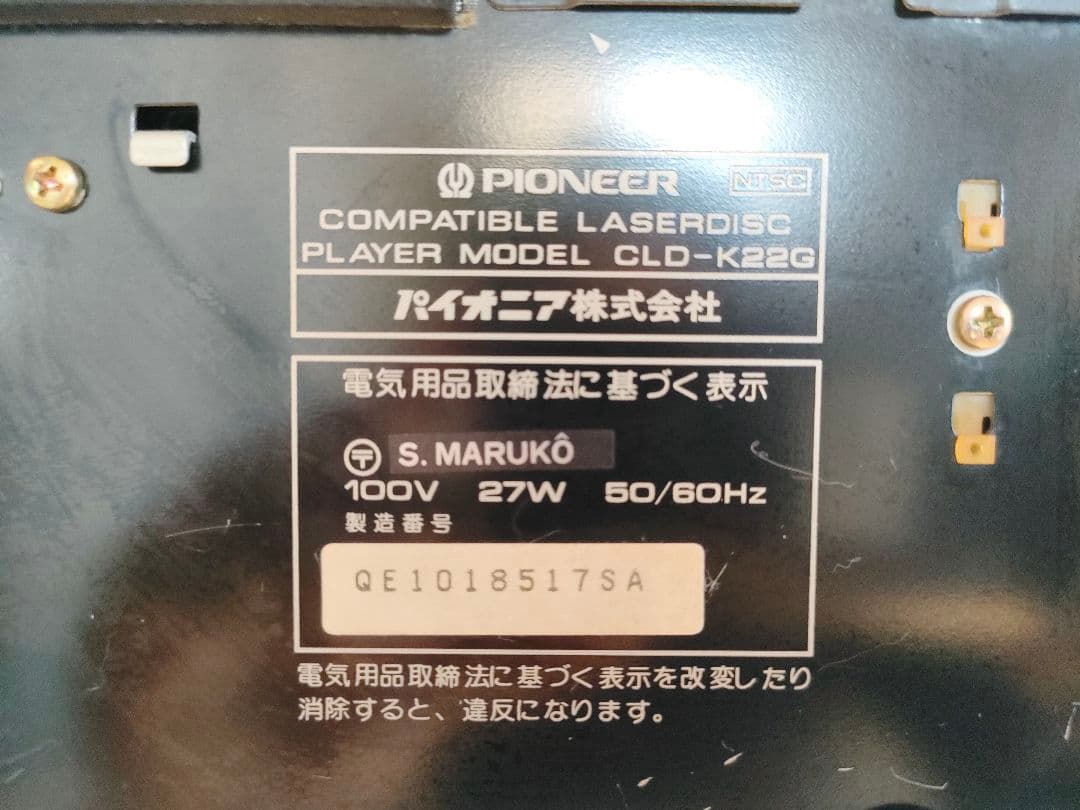 PIONEER NTSC
COMPATIBLE LASERDISC
PLAYER MODEL CLD-K22G
パイオニア株式会社
電気用品取締法に基づく表示
〒 S. MARUKÔ
100V 27W 50/60Hz
製造番号
QE1018517SA
電気用品取締法に基づく表示を改変したり
消除すると、違反になります。